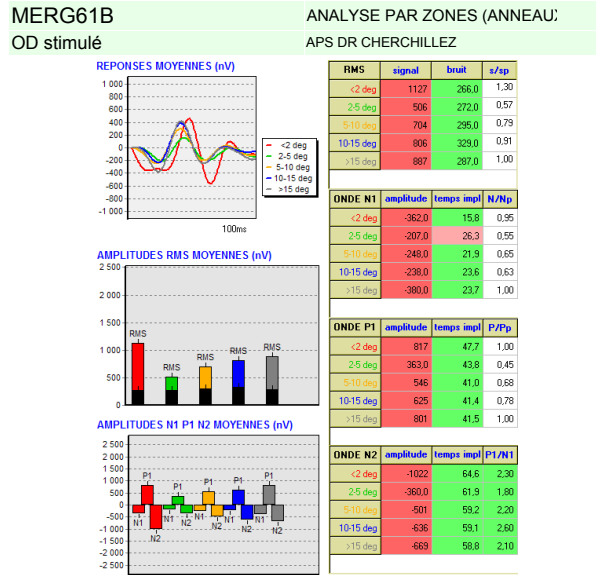 MERG61B
ANALYSE PAR ZONES (ANNEAUX
OD stimulé
APS DR CHERCHILLEZ
REPONSES MOYENNES (nV)
1 000
800
600
400
200
0
-200
-400
-600
-800
-1 000
100ms
<2 deg
2-5 deg
5-10 deg
10-15 deg
>15 deg
RMS signal bruit s/sp
<2 deg 1127 266,0 1,30
2-5 deg 506 272,0 0,57
5-10 deg 704 295,0 0,79
10-15 deg 806 329,0 0,91
>15 deg 887 287,0 1,00
ONDE N1 amplitude temps impl N/Np
<2 deg -362,0 15,8 0,95
2-5 deg -207,0 26,3 0,55
5-10 deg -248,0 21,9 0,65
10-15 deg -238,0 23,6 0,63
>15 deg -380,0 23,7 1,00
AMPLITUDES RMS MOYENNES (nV)
2 500
2 000
1 500
1 000
500
0
RMS
RMS
RMS
RMS
RMS
ONDE P1 amplitude temps impl P/Pp
<2 deg 817 47,7 1,00
2-5 deg 363,0 43,8 0,45
5-10 deg 546 41,0 0,68
10-15 deg 625 41,4 0,78
>15 deg 801 41,5 1,00
AMPLITUDES N1 P1 N2 MOYENNES (nV)
2 500
2 000
1 500
1 000
500
0
-500
-1 000
-1 500
-2 000
-2 500
P1 P1 P1 P1 P1
N1 N1 N1 N1 N1
N2 N2 N2 N2 N2
ONDE N2 amplitude temps impl P1/N1
<2 deg -1022 64,6 2,30
2-5 deg -360,0 61,9 1,80
5-10 deg -501 59,2 2,20
10-15 deg -636 59,1 2,60
>15 deg -669 58,8 2,10